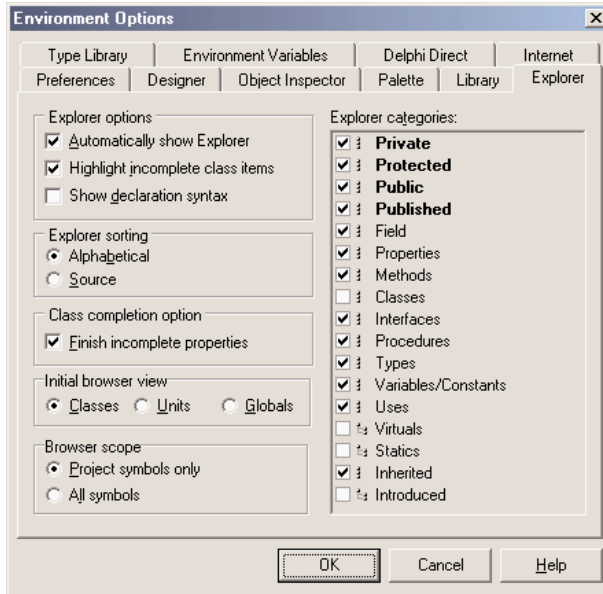 Environment Options
Type Library
Environment Variables
Delphi Direct
Internet
Preferences
Designer
Object Inspector
Palette
Library
Explorer
Explorer options
Automatically show Explorer
Highlight incomplete class items
Show declaration syntax
Explorer sorting
Alphabetical
Source
Class completion option
Finish incomplete properties
Initial browser view
Classes
Units
Globals
Browser scope
Project symbols only
All symbols
Explorer categories:
Private
Protected
Public
Published
Field
Properties
Methods
Classes
Interfaces
Procedures
Types
Variables/Constants
Uses
Virtuals
Statics
Inherited
Introduced
OK
Cancel
Help